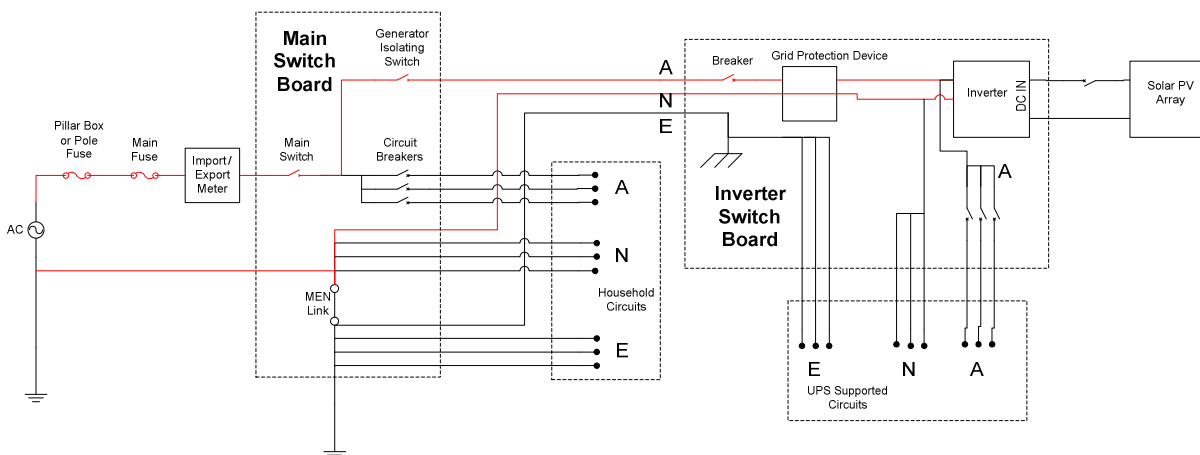 Main
Switch
Board
Generator
Isolating
Switch
A
N
E
Breaker
Grid Protection Device
Inverter
DC IN
Solar PV
Array
Pillar Box
or Pole
Fuse
Main
Fuse
Import /
Export
Meter
Main
Switch
Circuit
Breakers
A
N
Household
Circuits
E
Inverter
Switch
Board
A
AC
MEN
Link
E
N
A
UPS Supported
Circuits